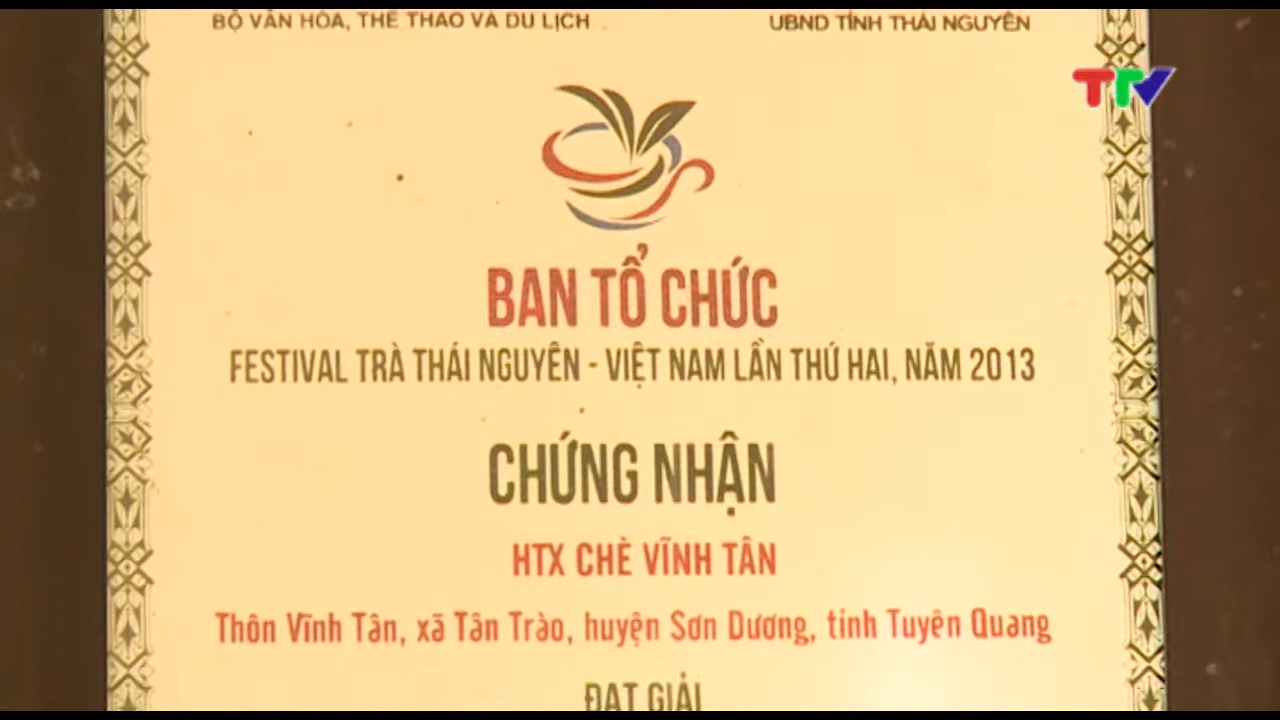 BỘ VĂN HÓA, THỂ THAO VÀ DU LỊCH
UBND TỈNH THÁI NGUYÊN
TTV
BAN TỔ CHỨC
FESTIVAL TRÀ THÁI NGUYÊN - VIỆT NAM LẦN THỨ HAI, NĂM 2013
CHỨNG NHẬN
HTX CHÈ VĨNH TÂN
Thôn Vĩnh Tân, xã Tân Trào, huyện Sơn Dương, tỉnh Tuyên Quang
ĐẠT GIẢI